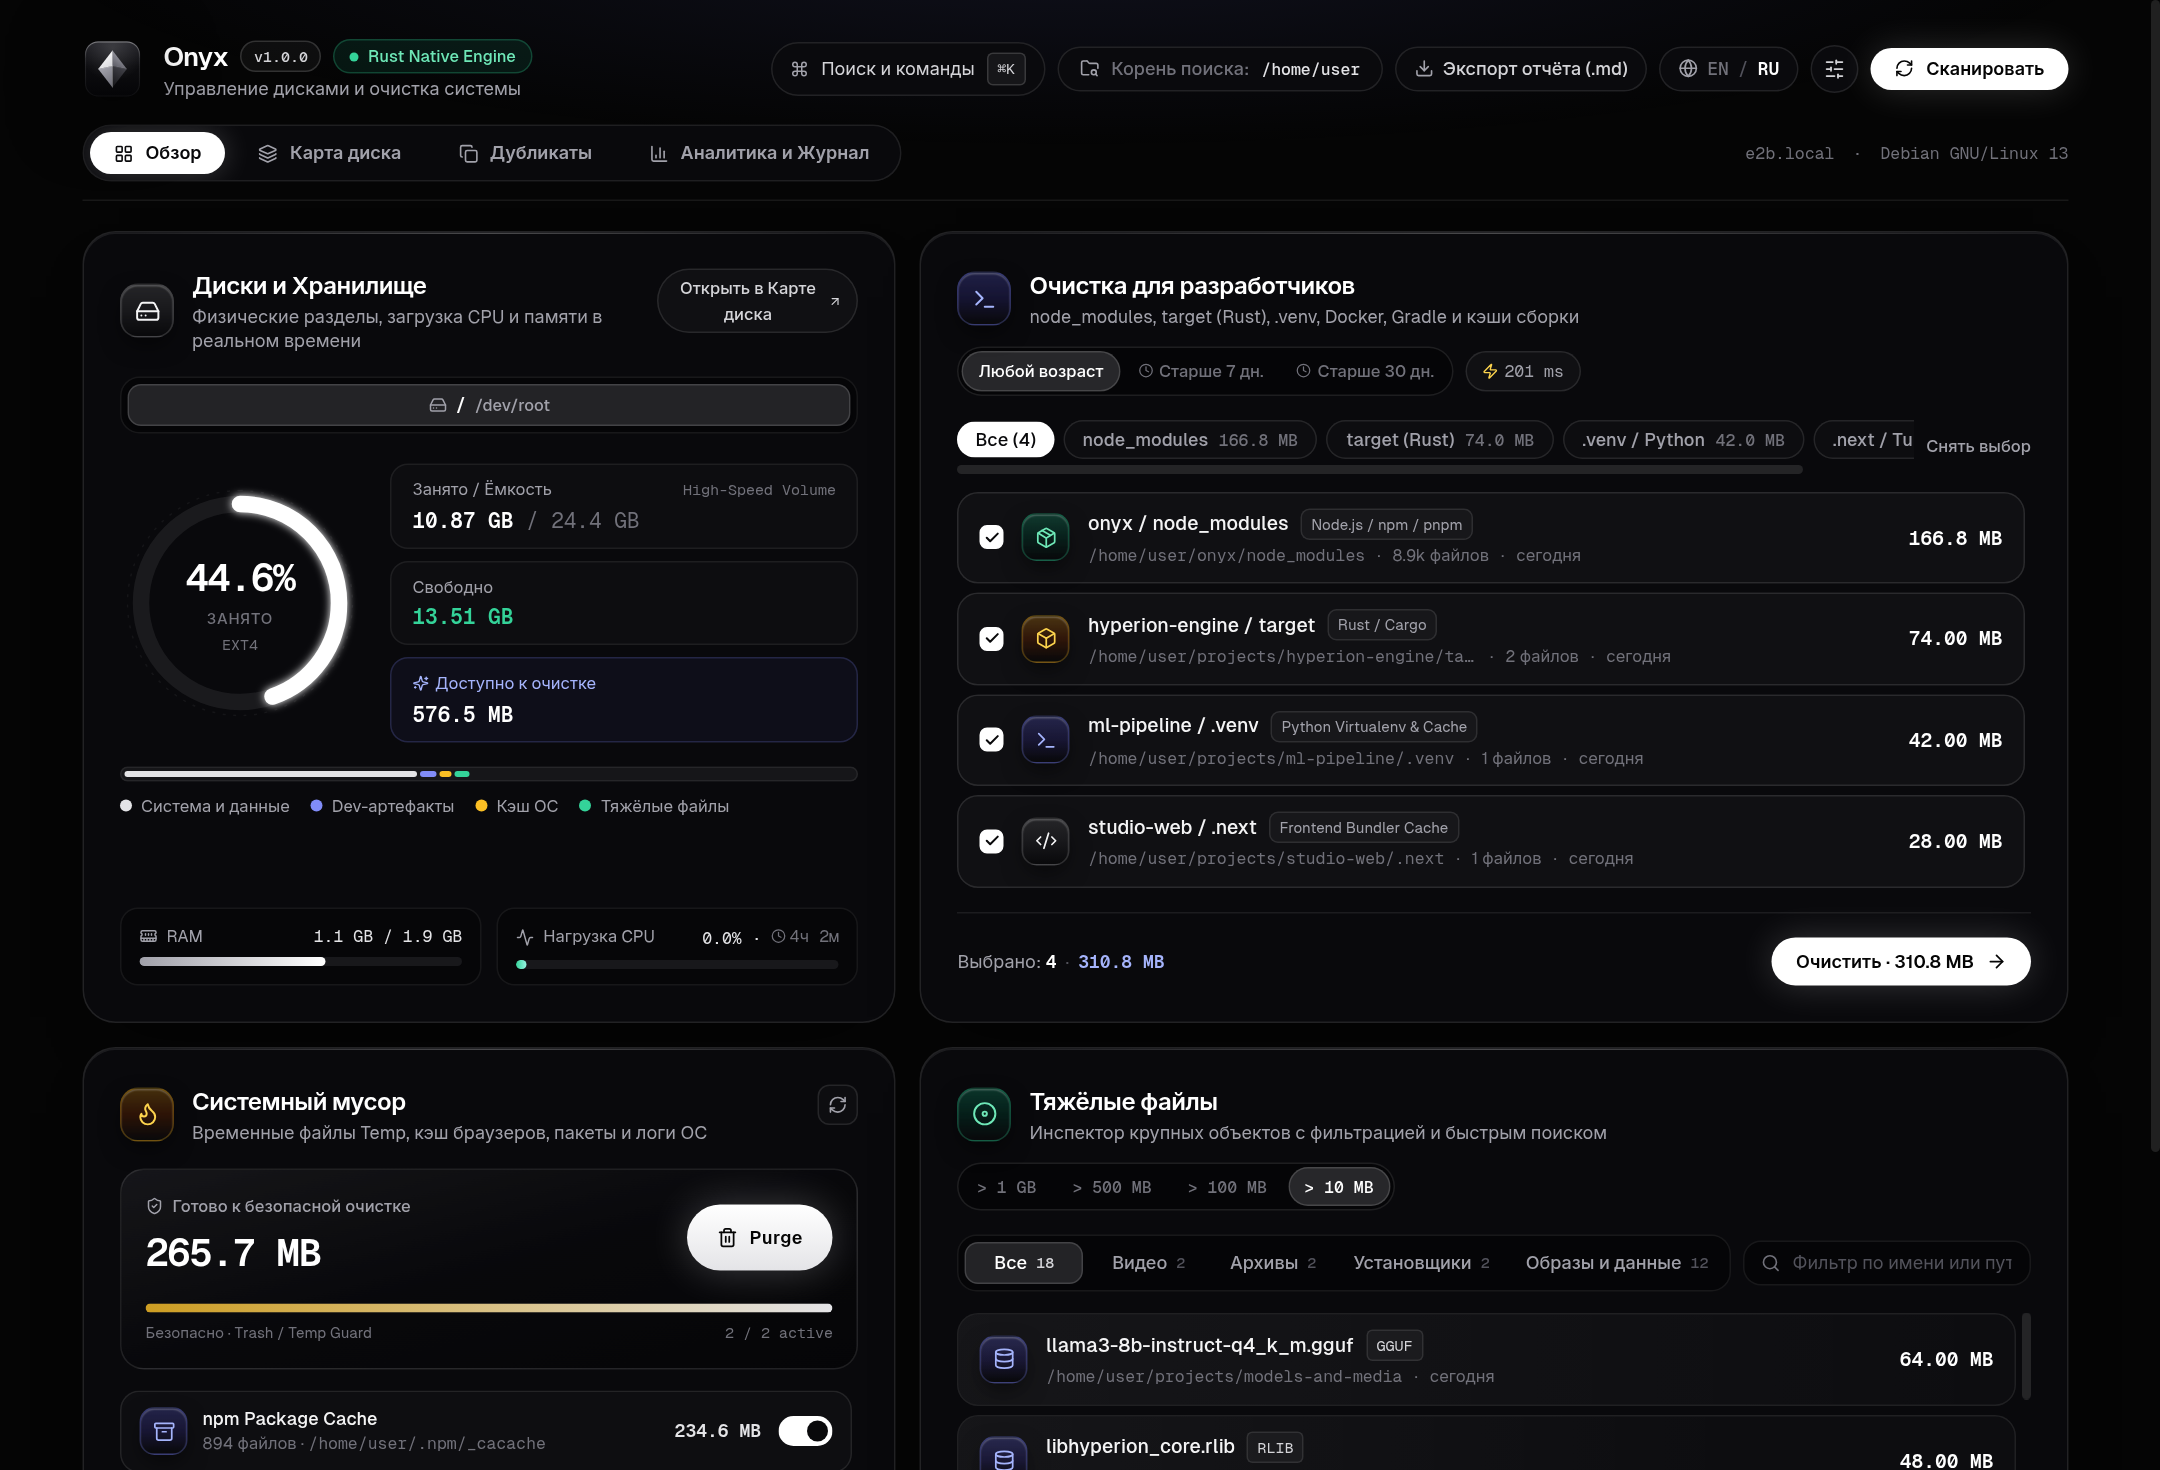 Onyx v1.0.0 Rust Native Engine
Управление дисками и очистка системы
Поиск и команды ⌘K
Корень поиска: /home/user
Экспорт отчёта (.md)
EN / RU
Сканировать
Обзор
Карта диска
Дубликаты
Аналитика и Журнал
e2b.local · Debian GNU/Linux 13
Диски и Хранилище
Физические разделы, загрузка CPU и памяти в
реальном времени
Открыть в Карте
диска
/ /dev/root
44.6%
ЗАНЯТО
EXT4
Занято / Ёмкость High-Speed Volume
10.87 GB / 24.4 GB
Свободно
13.51 GB
Доступно к очистке
576.5 MB
Система и данные Dev-артефакты Кэш ОС Тяжёлые файлы
RAM 1.1 GB / 1.9 GB
Нагрузка CPU 0.0% · 4ч 2м
Очистка для разработчиков
node_modules, target (Rust), .venv, Docker, Gradle и кэши сборки
Любой возраст Старше 7 дн. Старше 30 дн. 201 ms
Все (4) node_modules 166.8 MB target (Rust) 74.0 MB .venv / Python 42.0 MB .next / Tu Снять выбор
onyx / node_modules Node.js / npm / pnpm
/home/user/onyx/node_modules · 8.9k файлов · сегодня
166.8 MB
hyperion-engine / target Rust / Cargo
/home/user/projects/hyperion-engine/ta… · 2 файлов · сегодня
74.00 MB
ml-pipeline / .venv Python Virtualenv & Cache
/home/user/projects/ml-pipeline/.venv · 1 файлов · сегодня
42.00 MB
studio-web / .next Frontend Bundler Cache
/home/user/projects/studio-web/.next · 1 файлов · сегодня
28.00 MB
Выбрано: 4 · 310.8 MB
Очистить · 310.8 MB
Системный мусор
Временные файлы Temp, кэш браузеров, пакеты и логи ОС
Готово к безопасной очистке
265.7 MB
Purge
Безопасно · Trash / Temp Guard 2 / 2 active
npm Package Cache
894 файлов · /home/user/.npm/_cacache
234.6 MB
Тяжёлые файлы
Инспектор крупных объектов с фильтрацией и быстрым поиском
> 1 GB > 500 MB > 100 MB > 10 MB
Все 18 Видео 2 Архивы 2 Установщики 2 Образы и данные 12
Фильтр по имени или пут
llama3-8b-instruct-q4_k_m.gguf GGUF
/home/user/projects/models-and-media · сегодня
64.00 MB
libhyperion_core.rlib RLIB
48.00 MB